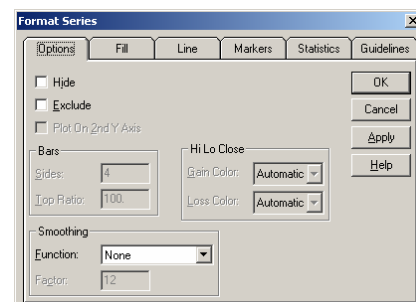 Format Series
Options Fill Line Markers Statistics Guidelines
Hide
Exclude
Plot On 2nd Y Axis
Bars
Sides: 4
Top Ratio: 100.
Hi Lo Close
Gain Color: Automatic
Loss Color: Automatic
Smoothing
Function: None
Factor: 12
OK
Cancel
Apply
Help